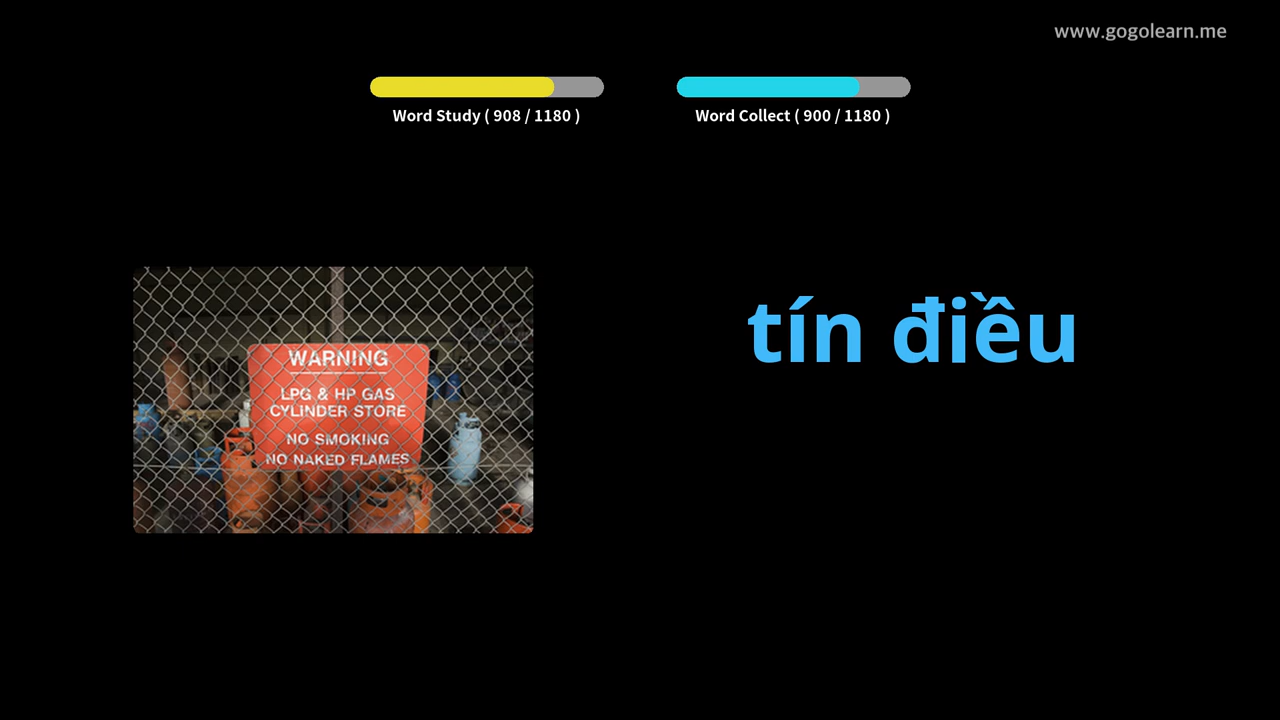 www.gogolearn.me
Word Study ( 908 / 1180 )
Word Collect ( 900 / 1180 )
WARNING
LPG & HP GAS
CYLINDER STORE
NO SMOKING
NO NAKED FLAMES
tín điều